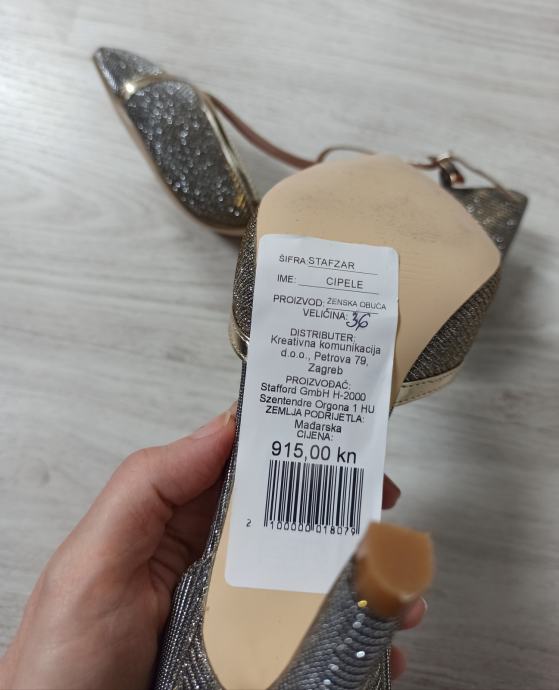 ŠIFRA STAFZAR
IME: CIPELE
PROIZVOD: ŽENSKA OBUĆA
VELIČINA: 36
DISTRIBUTER:
Kreativna komunikacija
d.o.o., Petrova 79,
Zagreb
PROIZVOĐAČ:
Stafford GmbH H-2000
Szentendre Orgona 1 HU
ZEMLJA PODRIJETLA:
Mađarska
CIJENA:
915,00 kn
2 100000 018079